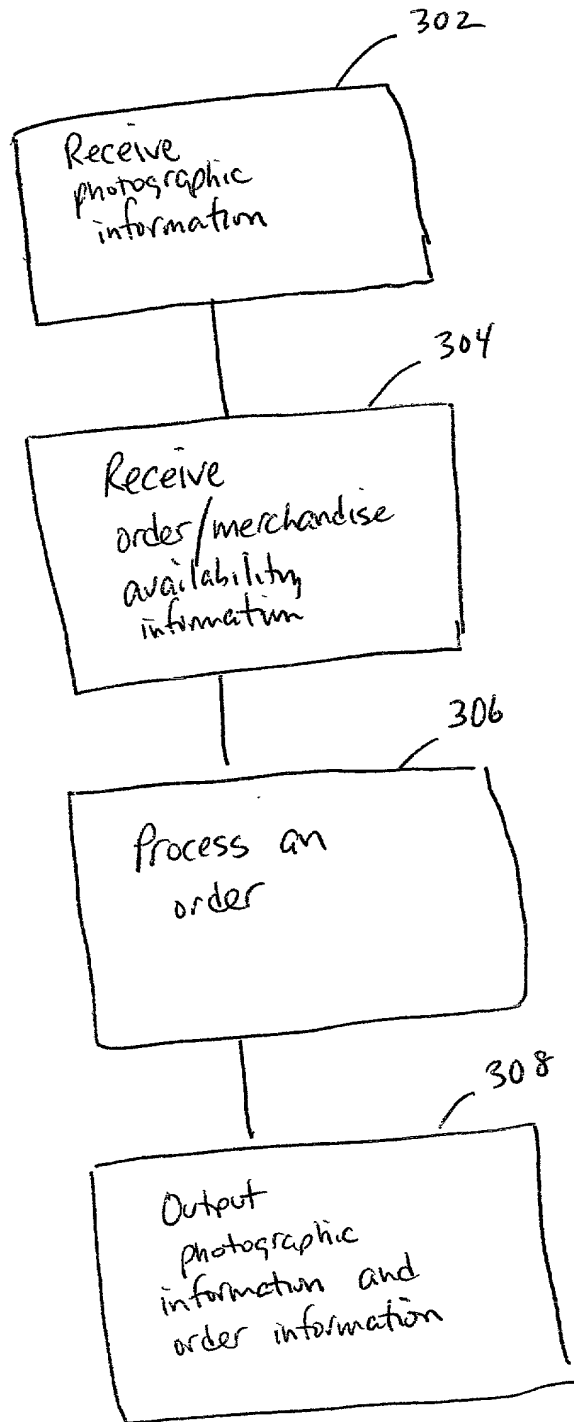 302
Receive
photographic
information
304
Receive
order/merchandise
availability
information
306
Process an
order
308
Output
photographic
information and
order information